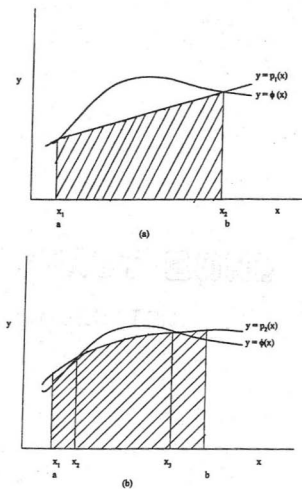 y
y = p₁(x)
y = ϕ (x)
x₁
x₂
x
a
b
(a)
y
y = p₂(x)
y = ϕ(x)
x₁
x₂
x₃
b
x
a
(b)